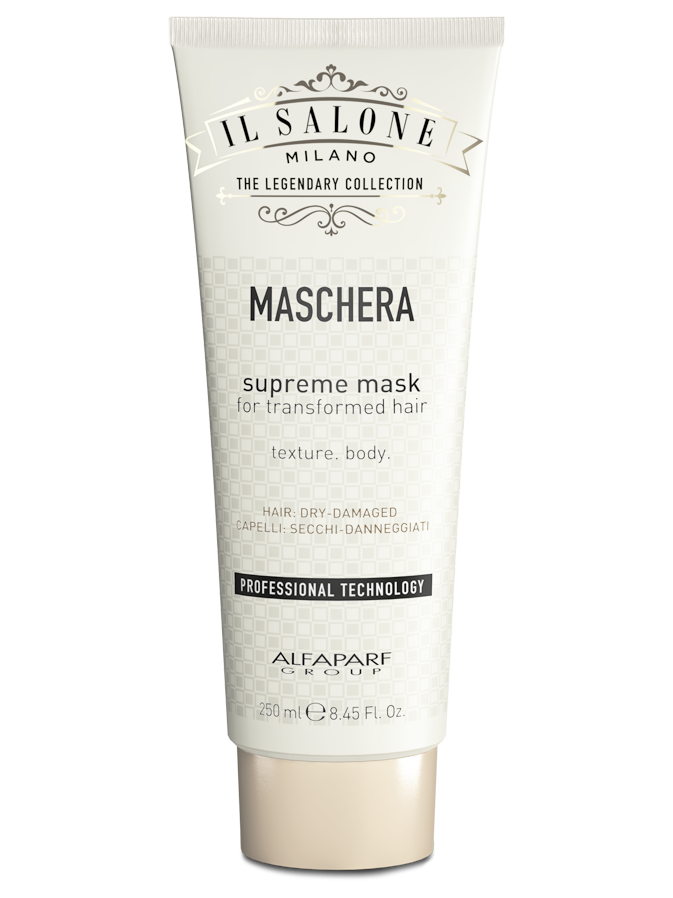 IL SALONE
MILANO
THE LEGENDARY COLLECTION
MASCHERA
supreme mask
for transformed hair
texture. body.
HAIR: DRY-DAMAGED
CAPELLI: SECCHI-DANNEGGIATI
PROFESSIONAL TECHNOLOGY
ALFAPARF
GROUP
250 ml ℮ 8.45 Fl. Oz.